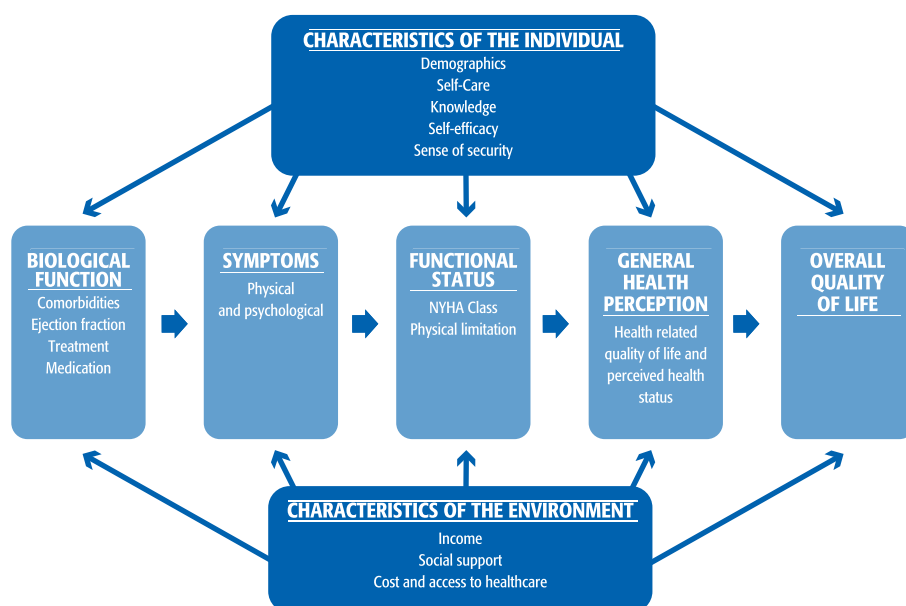 CHARACTERISTICS OF THE INDIVIDUAL
Demographics
Self-Care
Knowledge
Self-efficacy
Sense of security
BIOLOGICAL
FUNCTION
Comorbidities
Ejection fraction
Treatment
Medication
SYMPTOMS
Physical
and psychological
FUNCTIONAL
STATUS
NYHA Class
Physical limitation
GENERAL
HEALTH
PERCEPTION
Health related
quality of life and
perceived health
status
OVERALL
QUALITY
OF LIFE
CHARACTERISTICS OF THE ENVIRONMENT
Income
Social support
Cost and access to healthcare